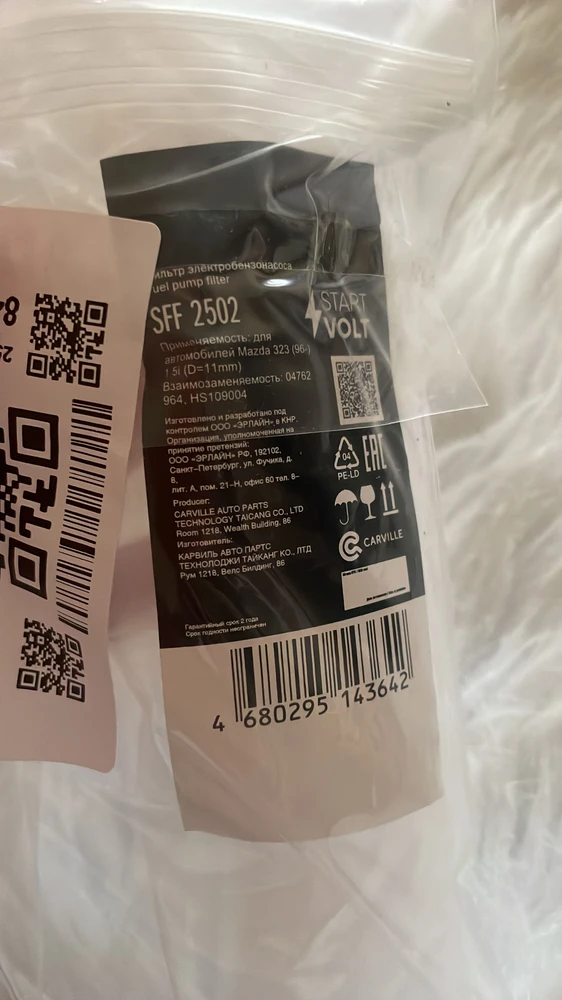 ильтр электробензонасоса
uel pump filter
SFF 2502
START
VOLT
Применяемость: для
автомобилей Mazda 323 (96-)
1.5i (D=11mm)
Взаимозаменяемость: 04762
964, HS109004
Изготовлено и разработано под
контролем ООО «ЭРЛАЙН» в КНР.
Организация, уполномоченная на
принятие претензий:
ООО «ЭРЛАЙН» РФ, 192102,
Санкт-Петербург, ул. Фучика, д.
8,
лит. А, пом. 21-Н, офис 60 тел. 8-
Producer:
CARVILLE AUTO PARTS
TECHNOLOGY TAICANG CO., LTD
Room 1218, Wealth Building, 86
Изготовитель:
КАРВИЛЬ АВТО ПАРТС
ТЕХНОЛОДЖИ ТАЙКАНГ КО., ЛТД
Рум 1218, Велс Билдинг, 86
04
PE-LD
EAC
CARVILLE
Гарантийный срок 2 года
Срок годности неограничен
4 680295 143642